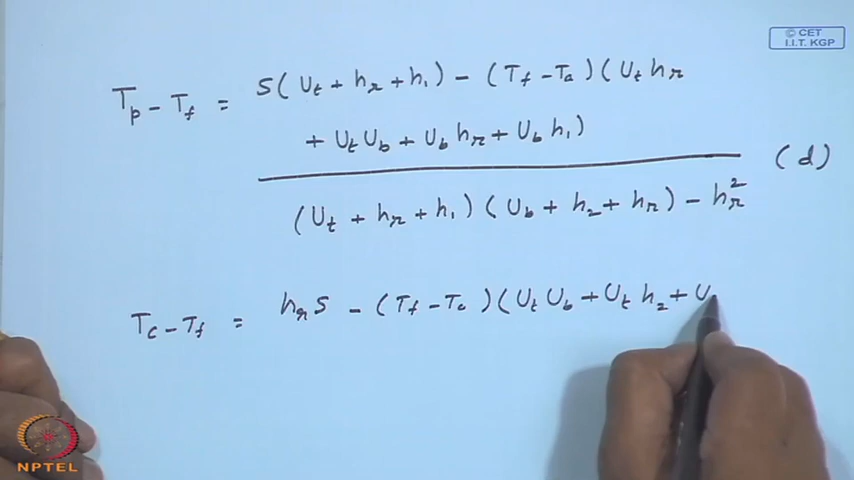 © CET
I.I.T. KGP
T_p - T_f = S(U_t + h_r + h_1) - (T_f - T_a)(U_t h_r
+ U_t U_b + U_b h_r + U_b h_1)
(U_t + h_r + h_1)(U_b + h_2 + h_r) - h_r^2 (d)
T_c - T_f = h_r S - (T_f - T_a)(U_t U_b + U_t h_2 + U
NPTEL